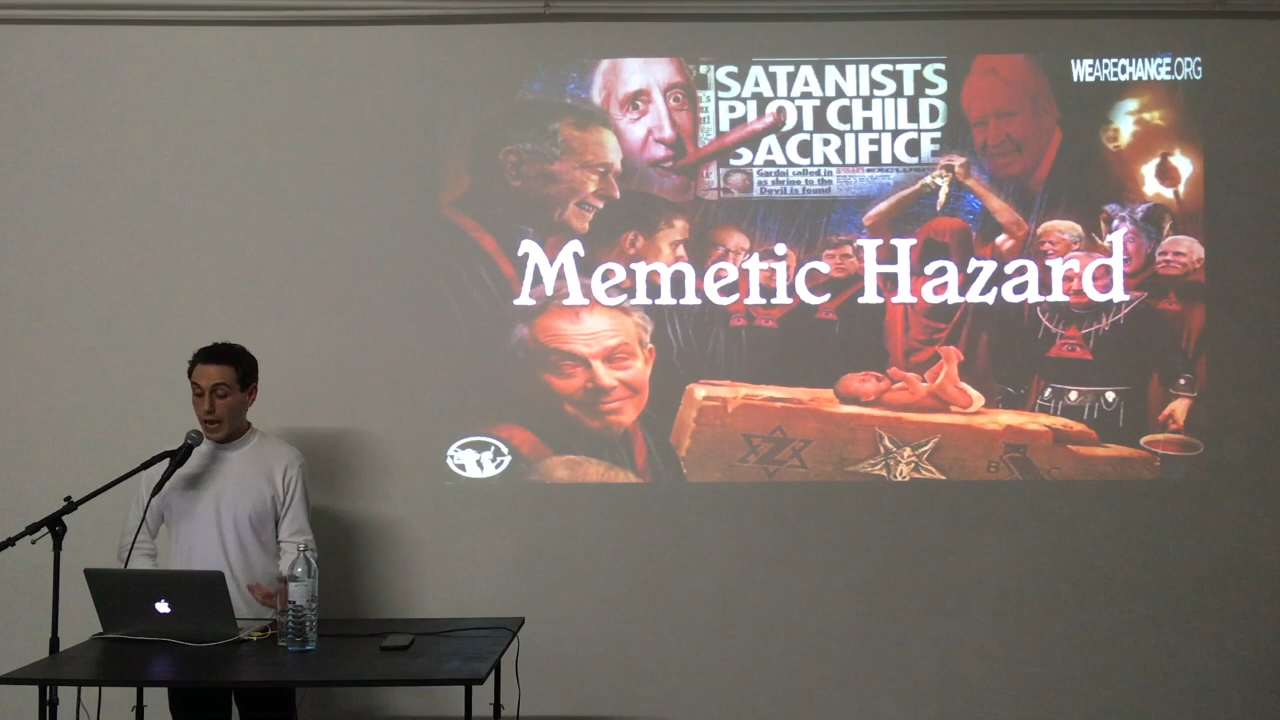 WEARECHANGE.ORG
SATANISTS
PLOT CHILD
SACRIFICE
Gardai called in
as shrine to the
Devil is found
Memetic Hazard